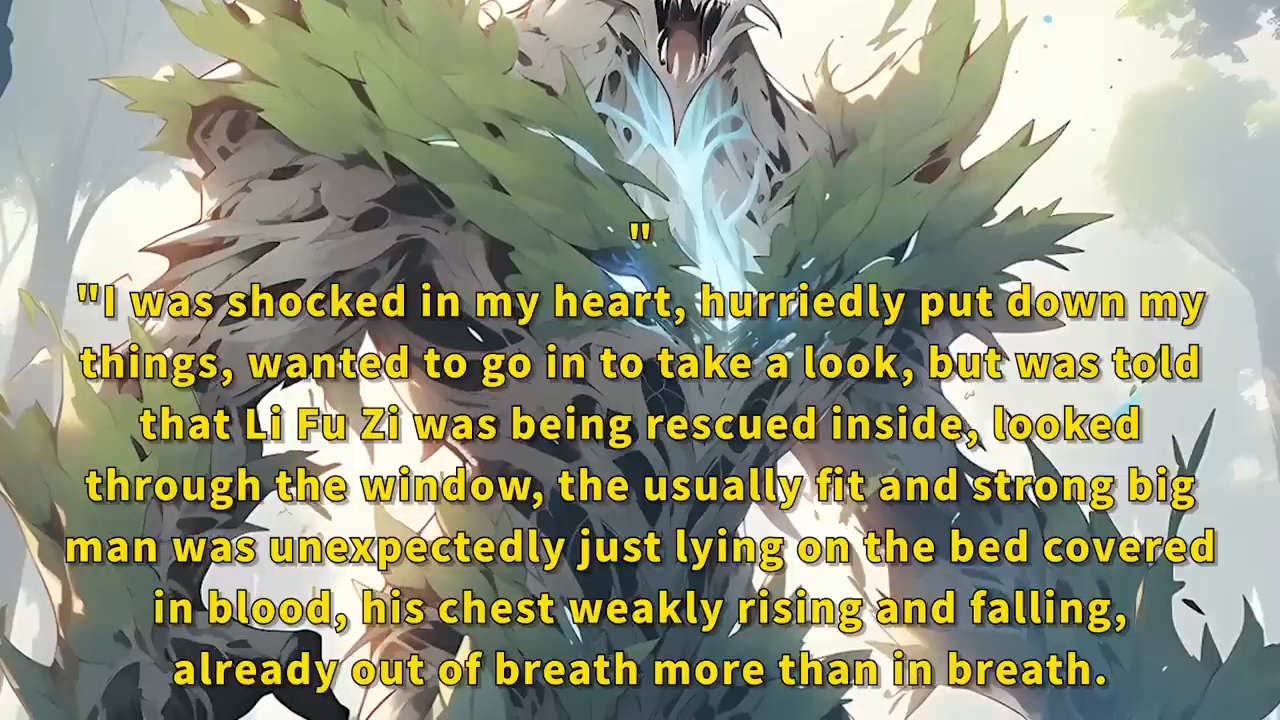 "
"I was shocked in my heart, hurriedly put down my
things, wanted to go in to take a look, but was told
that Li Fu Zi was being rescued inside, looked
through the window, the usually fit and strong big
man was unexpectedly just lying on the bed covered
in blood, his chest weakly rising and falling,
already out of breath more than in breath.